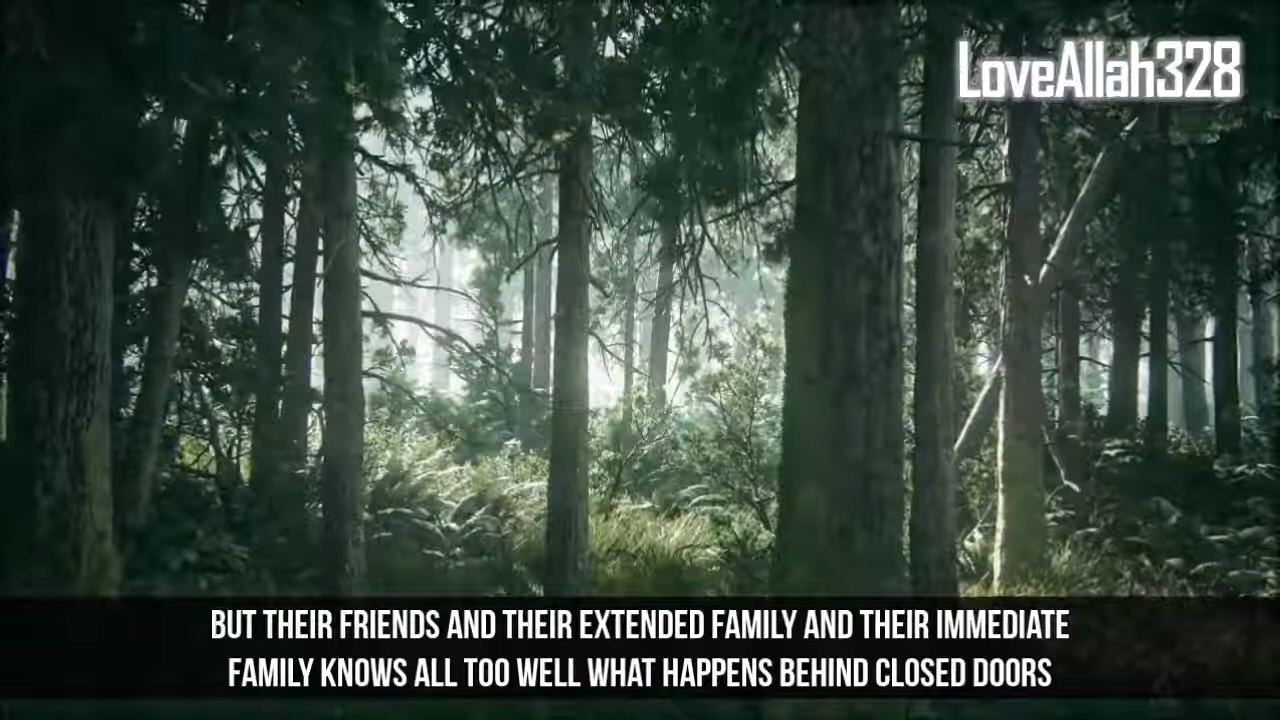 LoveAllah328
BUT THEIR FRIENDS AND THEIR EXTENDED FAMILY AND THEIR IMMEDIATE
FAMILY KNOWS ALL TOO WELL WHAT HAPPENS BEHIND CLOSED DOORS